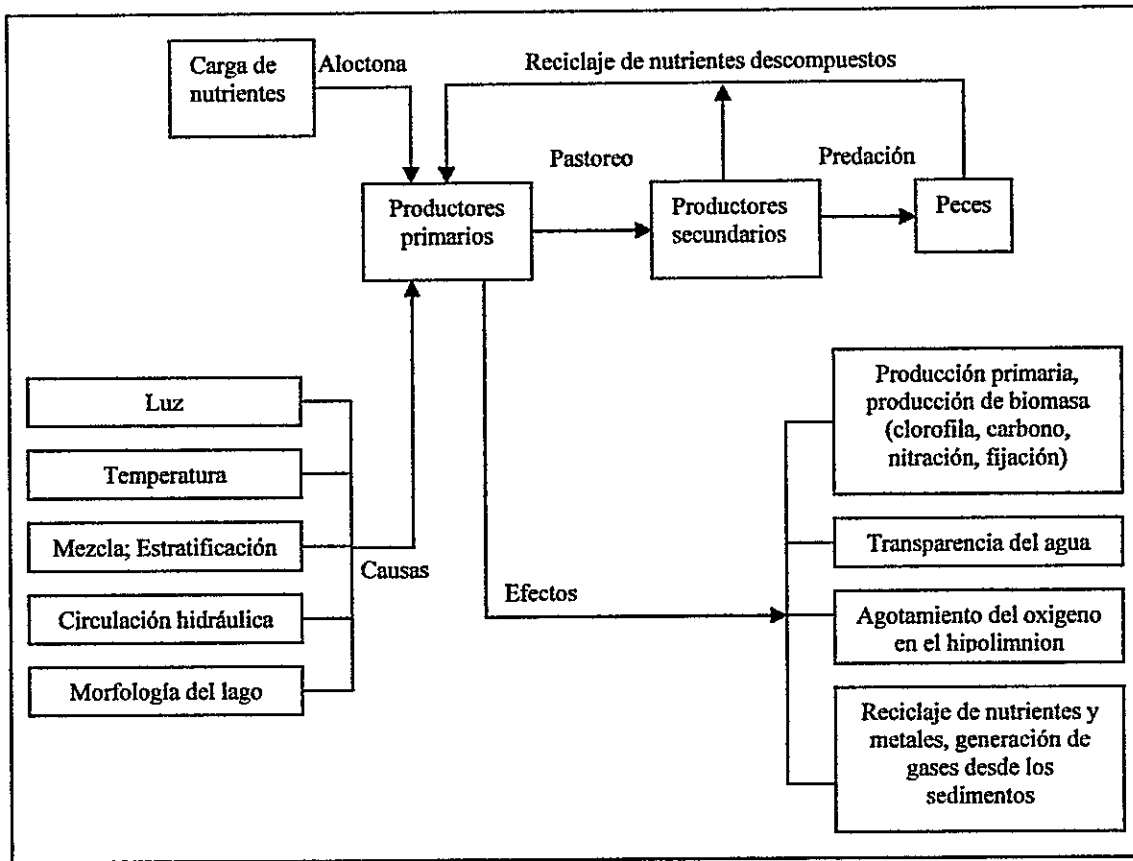 Carga de
nutrientes
Aloctona
Reciclaje de nutrientes descompuestos
Pastoreo
Predación
Productores
primarios
Productores
secundarios
Peces
Luz
Temperatura
Mezcla; Estratificación
Circulación hidráulica
Morfología del lago
Causas
Efectos
Producción primaria,
producción de biomasa
(clorofila, carbono,
nitración, fijación)
Transparencia del agua
Agotamiento del oxigeno
en el hipolimnion
Reciclaje de nutrientes y
metales, generación de
gases desde los
sedimentos